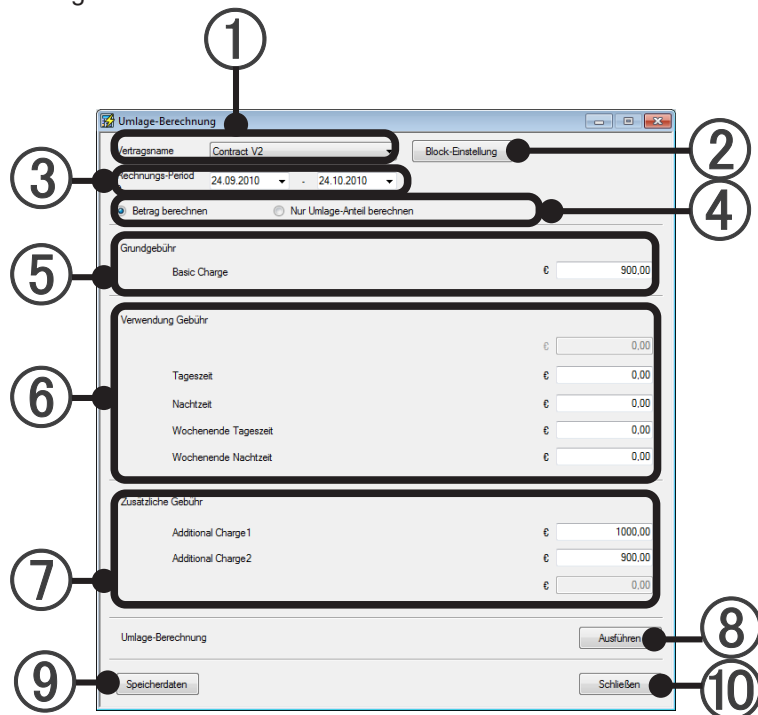 ①
Umlage-Berechnung
Vertragsname Contract V2 Block-Einstellung ②
③ Rechnungs-Period 24.09.2010 - 24.10.2010
Betrag berechnen Nur Umlage-Anteil berechnen ④
Grundgebühr
⑤ Basic Charge € 900,00
Verwendung Gebühr
€ 0,00
Tageszeit € 0,00
⑥ Nachtzeit € 0,00
Wochenende Tageszeit € 0,00
Wochenende Nachtzeit € 0,00
Zusätzliche Gebühr
Additional Charge1 € 1000,00
Additional Charge2 € 900,00
⑦ € 0,00
Umlage-Berechnung Ausführen ⑧
⑨ Speicherdaten Schließen ⑩